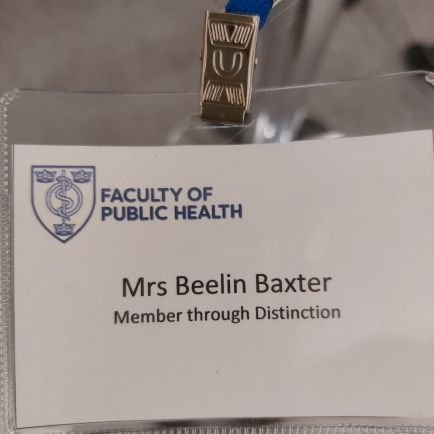 FACULTY OF
PUBLIC HEALTH
Mrs Beelin Baxter
Member through Distinction